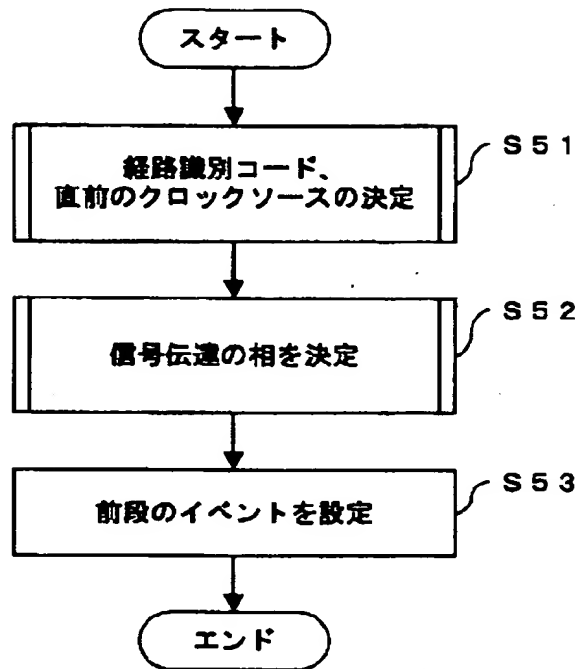 スタート
経路識別コード、
直前のクロックソースの決定
S51
信号伝達の相を決定
S52
前段のイベントを設定
S53
エンド